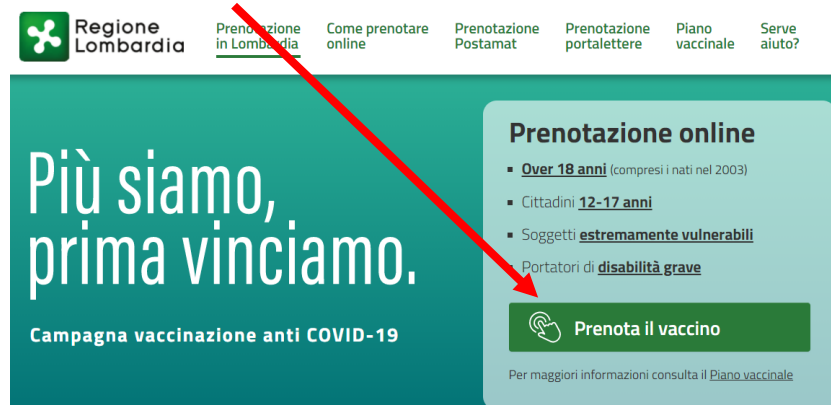 Regione
Lombardia
Prenotazione
in Lombardia
Come prenotare
online
Prenotazione
Postamat
Prenotazione
portalettere
Piano
vaccinale
Serve
aiuto?
Più siamo,
prima vinciamo.
Campagna vaccinazione anti COVID-19
Prenotazione online
▪ Over 18 anni (compresi i nati nel 2003)
▪ Cittadini 12-17 anni
▪ Soggetti estremamente vulnerabili
▪ Portatori di disabilità grave
Prenota il vaccino
Per maggiori informazioni consulta il Piano vaccinale